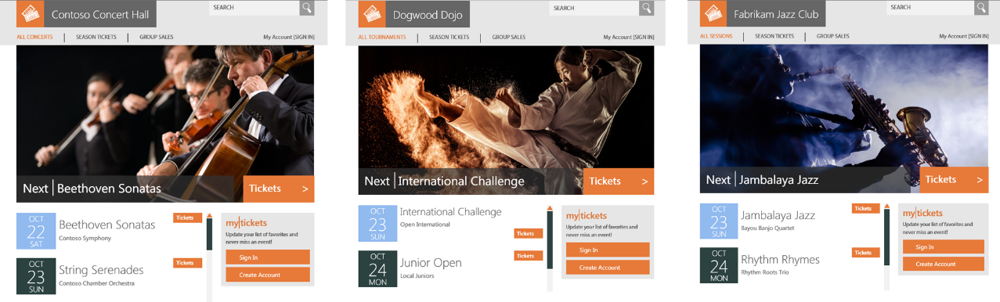 Contoso Concert Hall
SEARCH
ALL CONCERTS
SEASON TICKETS
GROUP SALES
My Account [SIGN IN]
Next | Beethoven Sonatas
Tickets >
OCT
22
SAT
Beethoven Sonatas
Contoso Symphony
Tickets
OCT
23
SUN
String Serenades
Contoso Chamber Orchestra
Tickets
my|tickets
Update your list of favorites and
never miss an event!
Sign In
Create Account
Dogwood Dojo
SEARCH
ALL TOURNAMENTS
SEASON TICKETS
GROUP SALES
My Account [SIGN IN]
Next | International Challenge
Tickets >
OCT
23
SUN
International Challenge
Open International
Tickets
OCT
24
MON
Junior Open
Local Juniors
Tickets
my|tickets
Update your list of favorites and
never miss an event!
Sign In
Create Account
Fabrikam Jazz Club
SEARCH
ALL SESSIONS
SEASON TICKETS
GROUP SALES
My Account [SIGN IN]
Next | Jambalaya Jazz
Tickets >
OCT
23
SUN
Jambalaya Jazz
Bayou Banjo Quartet
Tickets
OCT
24
MON
Rhythm Rhymes
Rhythm Roots Trio
Tickets
my|tickets
Update your list of favorites and
never miss an event!
Sign In
Create Account